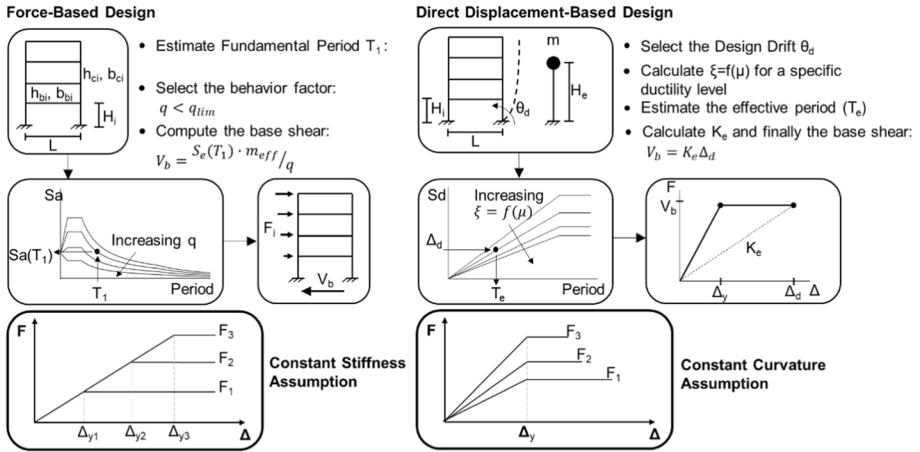 Force-Based Design
h_ci, b_ci
h_bi, b_bi
H_i
L
• Estimate Fundamental Period T_1:
• Select the behavior factor:
q < q_lim
• Compute the base shear:
V_b = S_e(T_1) · m_eff / q
Sa
Increasing q
Sa(T_1)
T_1
Period
F_i
V_b
F
F_3
F_2
F_1
Δ_y1
Δ_y2
Δ_y3
Δ
Constant Stiffness
Assumption
Direct Displacement-Based Design
m
H_i
θ_d
H_e
L
• Select the Design Drift θ_d
• Calculate ξ=f(μ) for a specific
ductility level
• Estimate the effective period (T_e)
• Calculate K_e and finally the base shear:
V_b = K_eΔ_d
Sd
Increasing
ξ = f(μ)
Δ_d
T_e
Period
F
V_b
K_e
Δ_y
Δ_d
Δ
F
F_3
F_2
F_1
Δ_y
Δ
Constant Curvature
Assumption